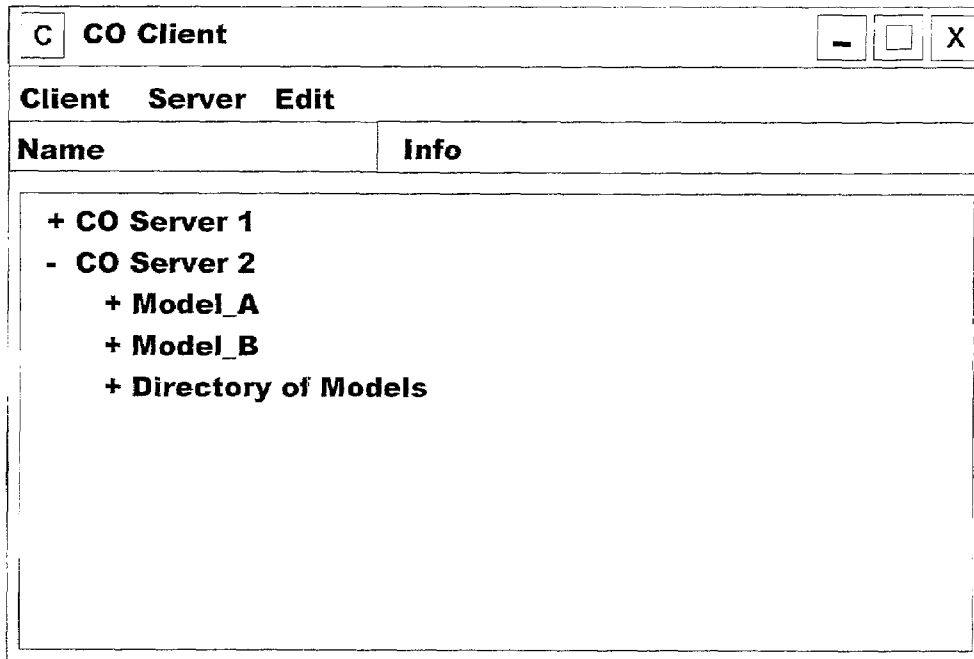 C CO Client - X
Client Server Edit
Name Info
+ CO Server 1
- CO Server 2
+ Model_A
+ Model_B
+ Directory of Models